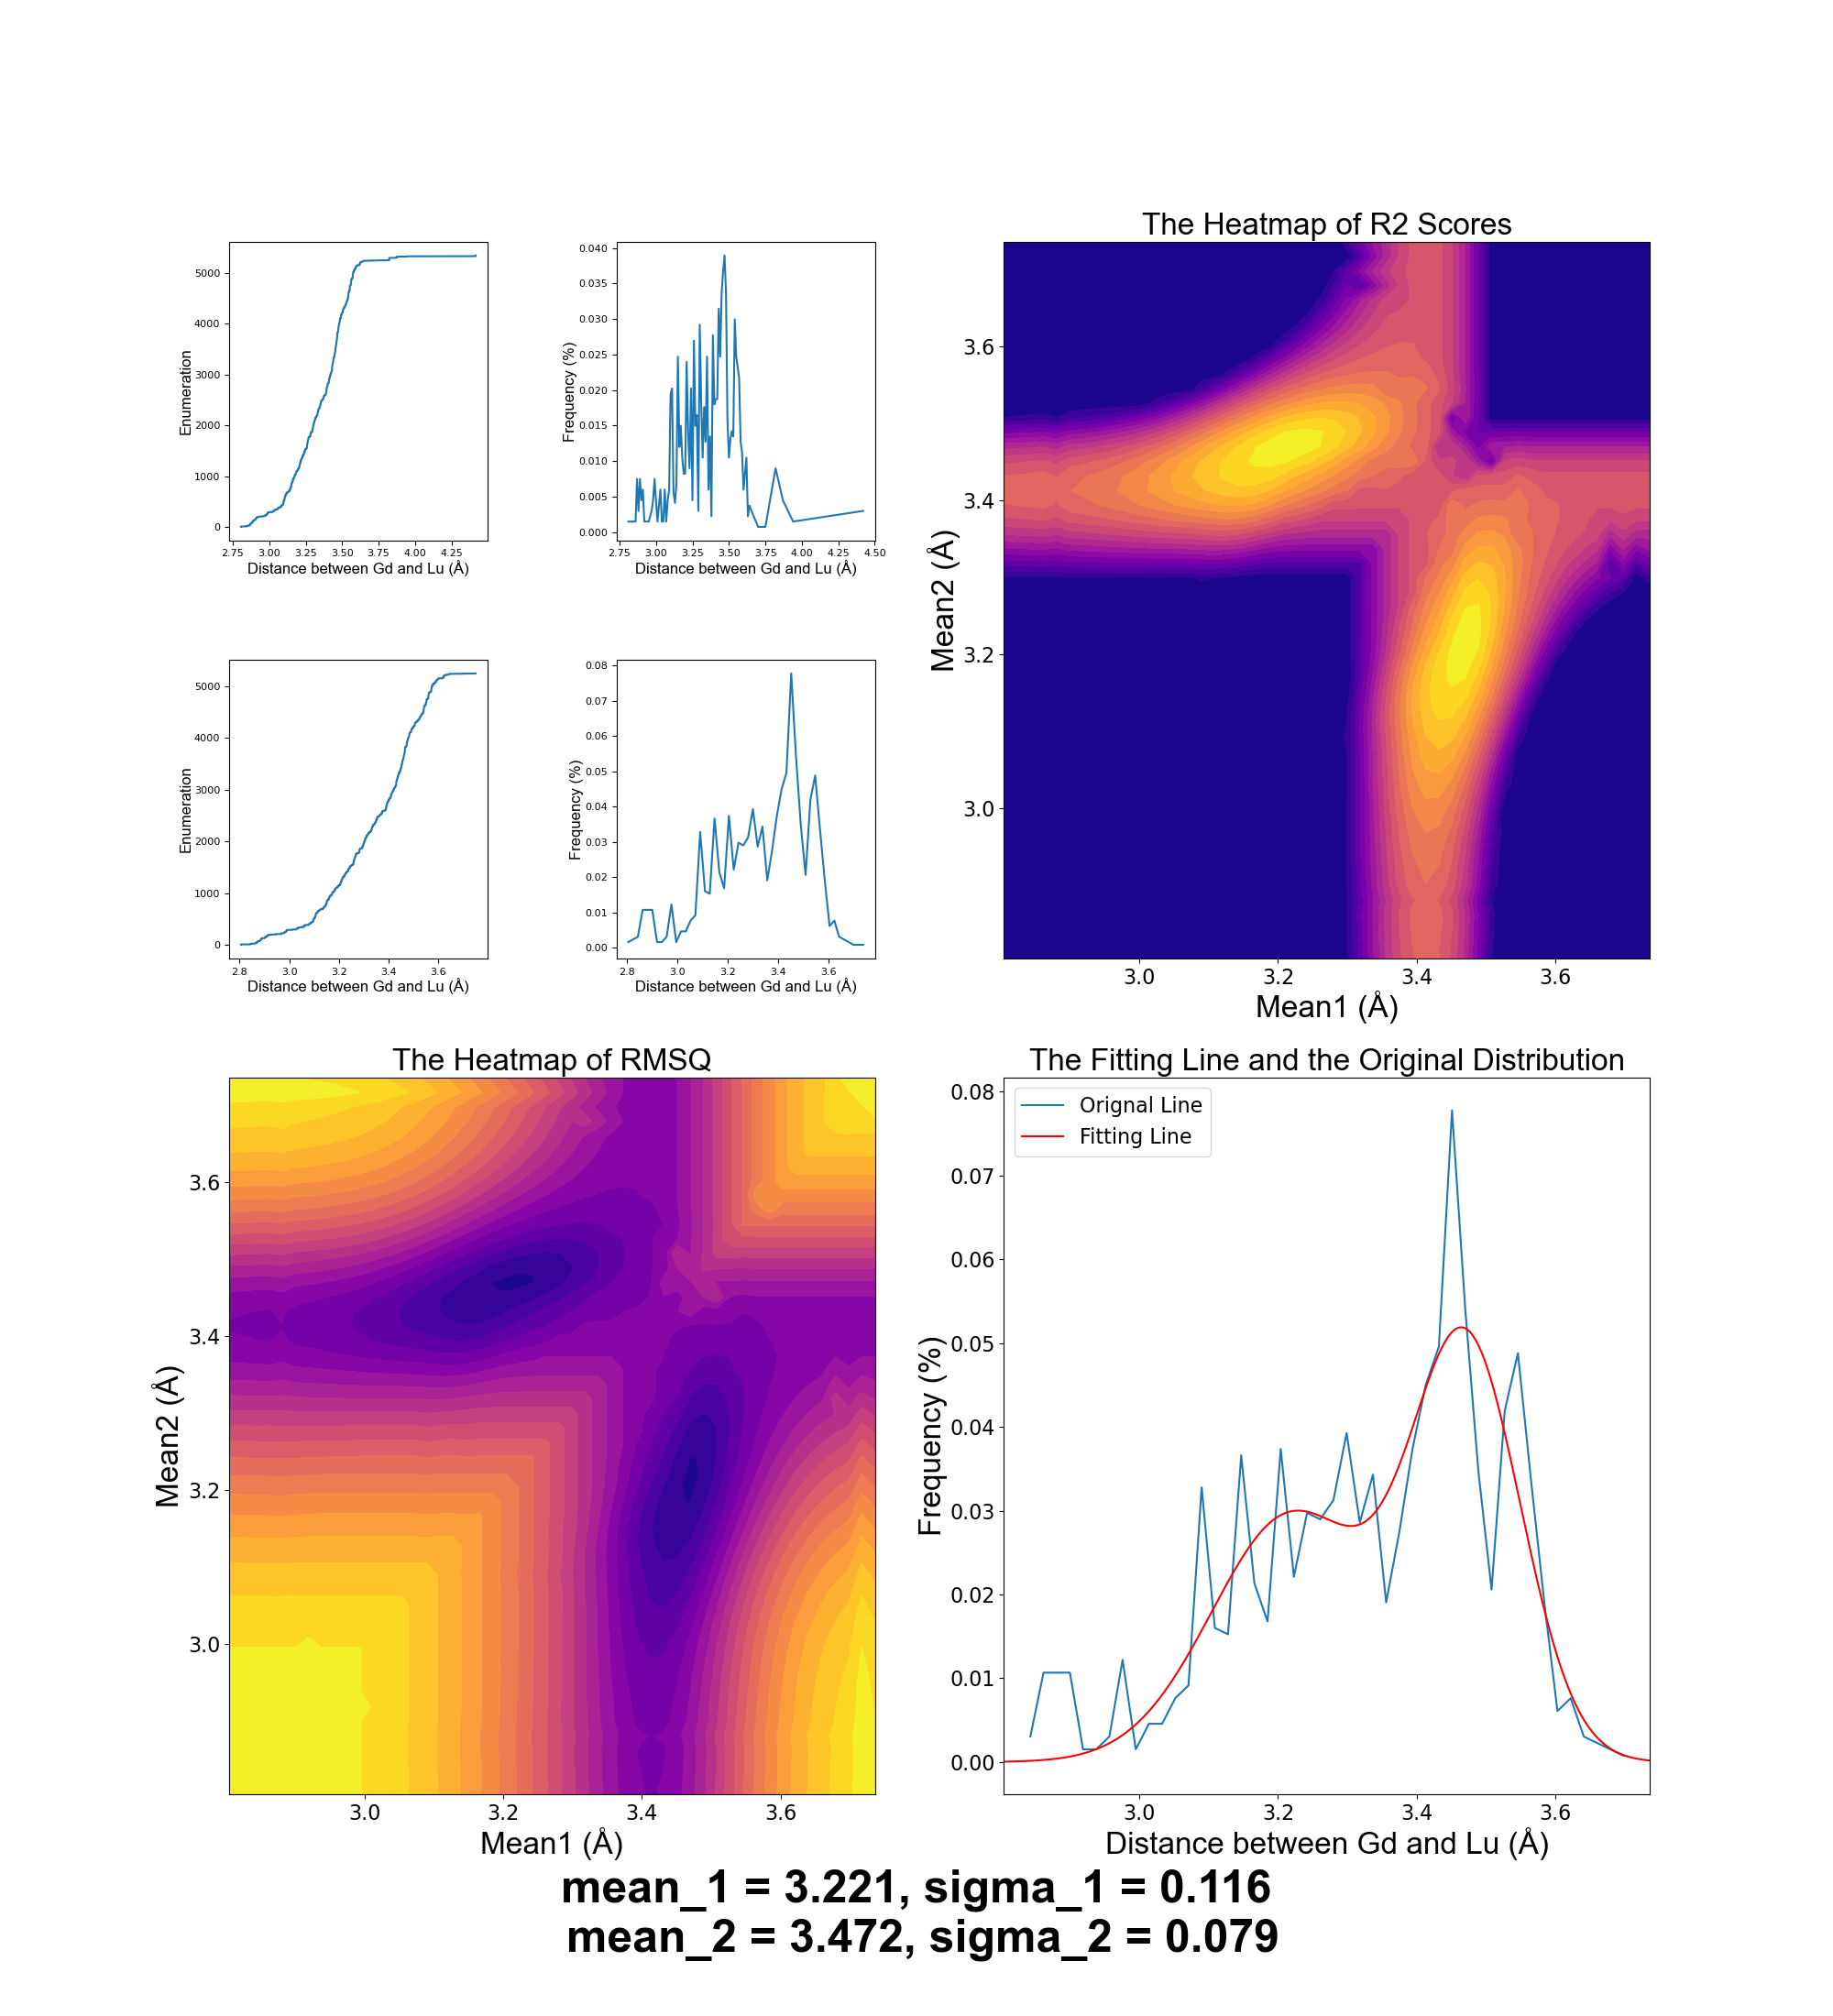 The Heatmap of R2 Scores
5000
4000
3000
2000
1000
0
Enumeration
2.75 3.00 3.25 3.50 3.75 4.00 4.25
Distance between Gd and Lu (Å)
0.040
0.035
0.030
0.025
0.020
0.015
0.010
0.005
0.000
Frequency (%)
2.75 3.00 3.25 3.50 3.75 4.00 4.25 4.50
Distance between Gd and Lu (Å)
3.6
3.4
3.2
3.0
Mean2 (Å)
3.0 3.2 3.4 3.6
Mean1 (Å)
5000
4000
3000
2000
1000
0
Enumeration
2.8 3.0 3.2 3.4 3.6
Distance between Gd and Lu (Å)
0.08
0.07
0.06
0.05
0.04
0.03
0.02
0.01
0.00
Frequency (%)
2.8 3.0 3.2 3.4 3.6
Distance between Gd and Lu (Å)
The Heatmap of RMSQ
3.6
3.4
3.2
3.0
Mean2 (Å)
3.0 3.2 3.4 3.6
Mean1 (Å)
The Fitting Line and the Original Distribution
Orignal Line
Fitting Line
0.08
0.07
0.06
0.05
0.04
0.03
0.02
0.01
0.00
Frequency (%)
3.0 3.2 3.4 3.6
Distance between Gd and Lu (Å)
mean_1 = 3.221, sigma_1 = 0.116
mean_2 = 3.472, sigma_2 = 0.079